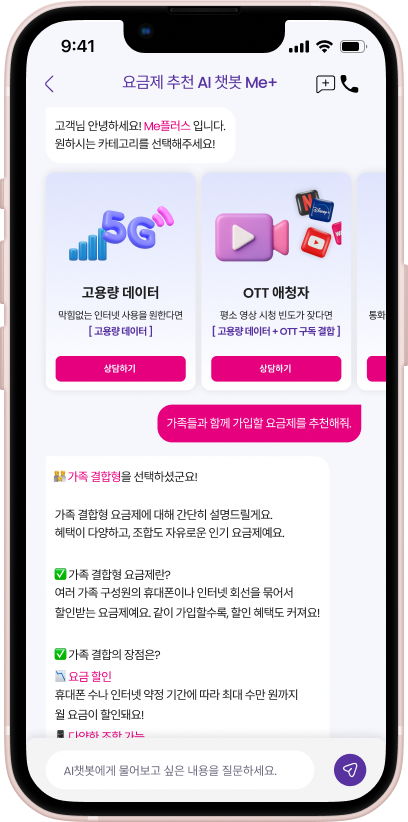 9:41
요금제 추천 AI 챗봇 Me+
고객님 안녕하세요! Me플러스 입니다.
원하시는 카테고리를 선택해주세요!
5G
고용량 데이터
막힘없는 인터넷 사용을 원한다면
[ 고용량 데이터 ]
상담하기
N
Disney+
OTT 애청자
평소 영상 시청 빈도가 잦다면
[ 고용량 데이터 + OTT 구독 결합 ]
상담하기
통화
가족들과 함께 가입할 요금제를 추천해줘.
가족 결합형을 선택하셨군요!
가족 결합형 요금제에 대해 간단히 설명드릴게요.
혜택이 다양하고, 조합도 자유로운 인기 요금제예요.
✅ 가족 결합형 요금제란?
여러 가족 구성원의 휴대폰이나 인터넷 회선을 묶어서
할인받는 요금제예요. 같이 가입할수록, 할인 혜택도 커져요!
✅ 가족 결합의 장점은?
요금 할인
휴대폰 수나 인터넷 약정 기간에 따라 최대 수만 원까지
월 요금이 할인돼요!
다양한 조합 가능
AI챗봇에게 물어보고 싶은 내용을 질문하세요.